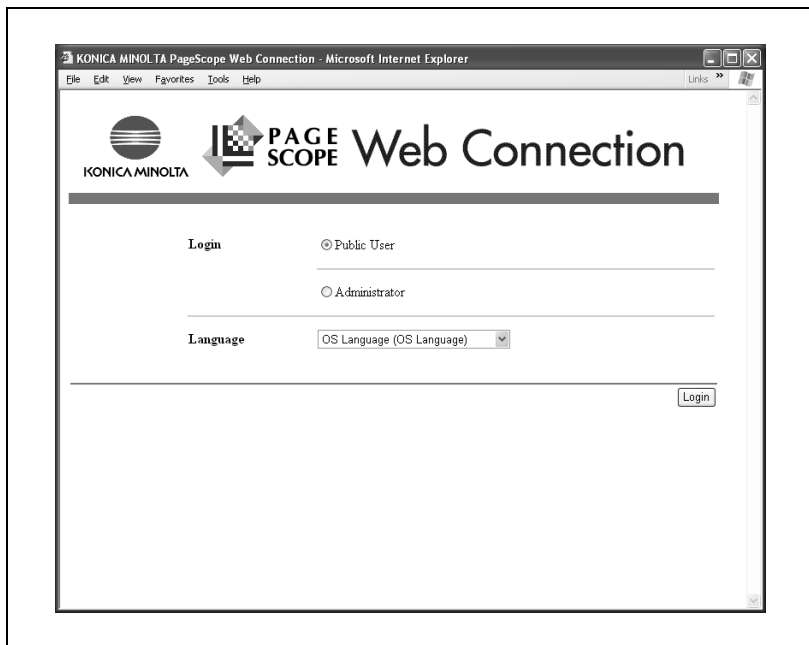 KONICA MINOLTA PageScope Web Connection - Microsoft Internet Explorer
File Edit View Favorites Tools Help Links »
KONICA MINOLTA
PAGE SCOPE Web Connection
Login
Public User
Administrator
Language
OS Language (OS Language)
Login